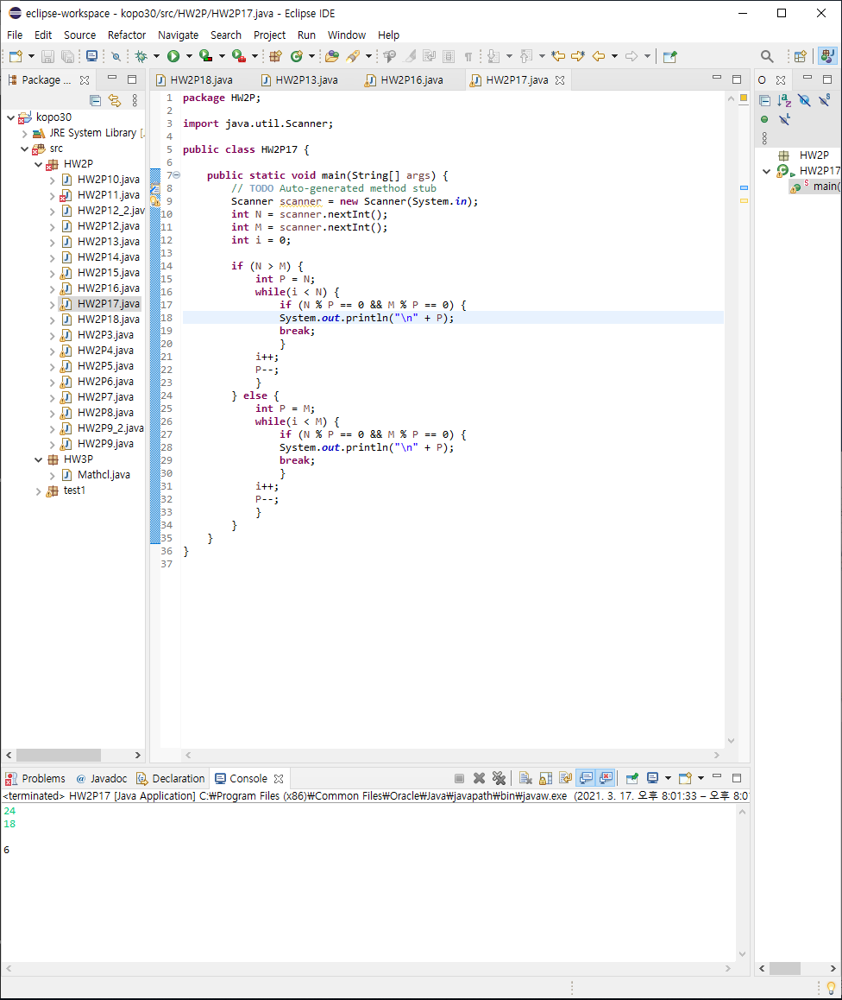 eclipse-workspace - kopo30/src/HW2P/HW2P17.java - Eclipse IDE
File Edit Source Refactor Navigate Search Project Run Window Help
Package ...
HW2P18.java HW2P13.java HW2P16.java HW2P17.java
O
kopo30
JRE System Library [
src
HW2P
HW2P10.java
HW2P11.java
HW2P12_2.jav
HW2P12.java
HW2P13.java
HW2P14.java
HW2P15.java
HW2P16.java
HW2P17.java
HW2P18.java
HW2P3.java
HW2P4.java
HW2P5.java
HW2P6.java
HW2P7.java
HW2P8.java
HW2P9_2.java
HW2P9.java
HW3P
Mathcl.java
test1
1 package HW2P;
2
3 import java.util.Scanner;
4
5 public class HW2P17 {
6
7 public static void main(String[] args) {
8 // TODO Auto-generated method stub
9 Scanner scanner = new Scanner(System.in);
10 int N = scanner.nextInt();
11 int M = scanner.nextInt();
12 int i = 0;
13
14 if (N > M) {
15 int P = N;
16 while(i < N) {
17 if (N % P == 0 && M % P == 0) {
18 System.out.println("\n" + P);
19 break;
20 }
21 i++;
22 P--;
23 }
24 } else {
25 int P = M;
26 while(i < M) {
27 if (N % P == 0 && M % P == 0) {
28 System.out.println("\n" + P);
29 break;
30 }
31 i++;
32 P--;
33 }
34 }
35 }
36 }
37
HW2P
HW2P17
main(
Problems @ Javadoc Declaration Console
<terminated> HW2P17 [Java Application] C:₩Program Files (x86)₩Common Files₩Oracle₩Java₩javapath₩bin₩javaw.exe (2021. 3. 17. 오후 8:01:33 – 오후 8:0
24
18
6